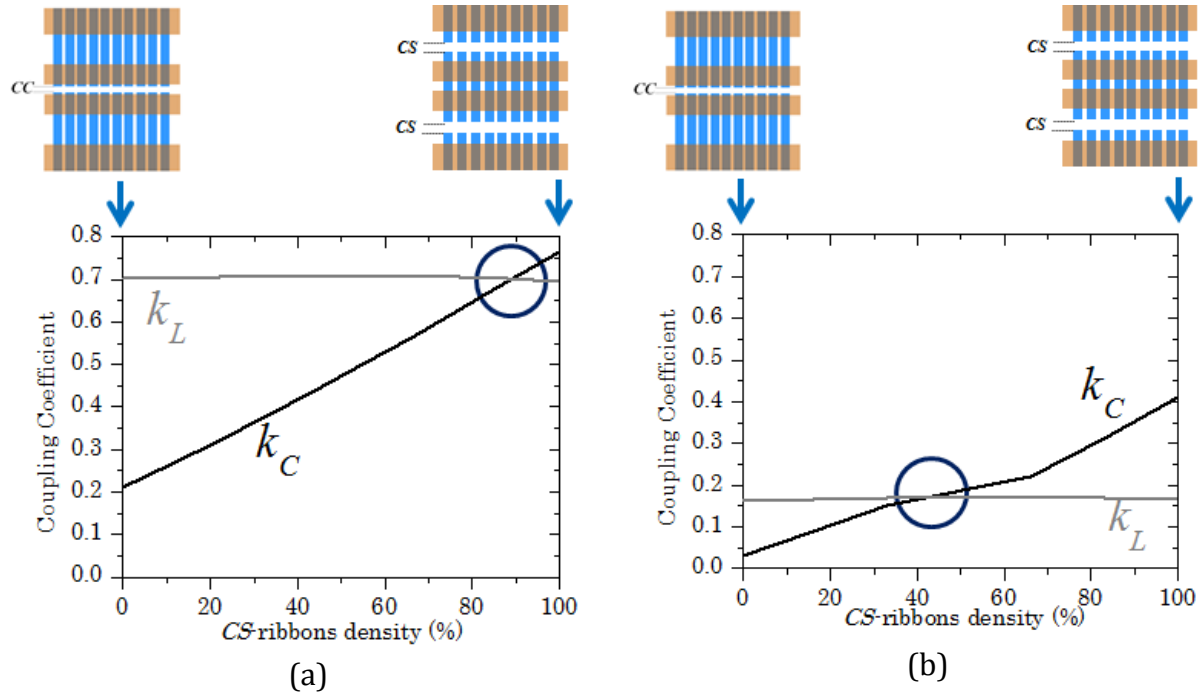 CC
CS
CS
CC
CS
CS
Coupling Coefficient
0.8
0.7
0.6
0.5
0.4
0.3
0.2
0.1
0.0
k_L
k_C
0 20 40 60 80 100
CS-ribbons density (%)
(a)
Coupling Coefficient
0.8
0.7
0.6
0.5
0.4
0.3
0.2
0.1
0.0
k_C
k_L
0 20 40 60 80 100
CS-ribbons density (%)
(b)